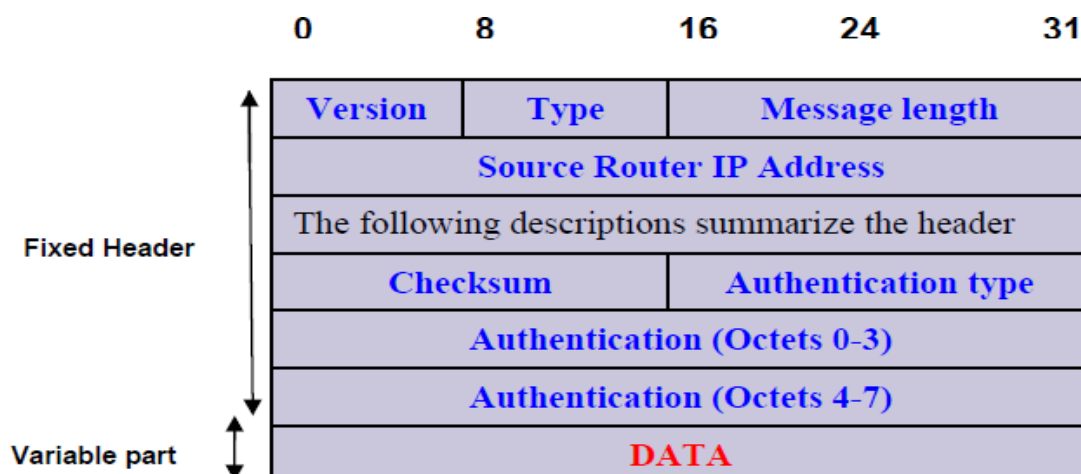 0 8 16 24 31
Version Type Message length
Source Router IP Address
The following descriptions summarize the header
Fixed Header
Checksum Authentication type
Authentication (Octets 0-3)
Authentication (Octets 4-7)
Variable part DATA